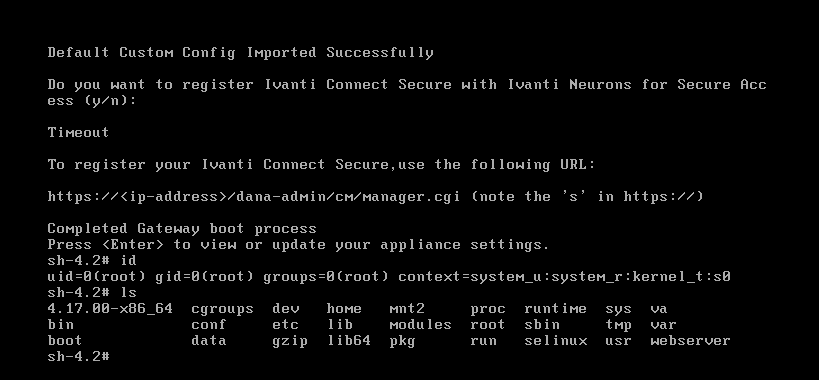 Default Custom Config Imported Successfully
Do you want to register Ivanti Connect Secure with Ivanti Neurons for Secure Acc
ess (y/n):
Timeout
To register your Ivanti Connect Secure,use the following URL:
https://<ip-address>/dana-admin/cm/manager.cgi (note the 's' in https://)
Completed Gateway boot process
Press <Enter> to view or update your appliance settings.
sh-4.2# id
uid=0(root) gid=0(root) groups=0(root) context=system_u:system_r:kernel_t:s0
sh-4.2# ls
4.17.00-x86_64  cgroups  dev   home   mnt2     proc  runtime  sys  va
bin             conf     etc   lib    modules  root  sbin     tmp  var
boot            data     gzip  lib64  pkg      run   selinux  usr  webserver
sh-4.2#